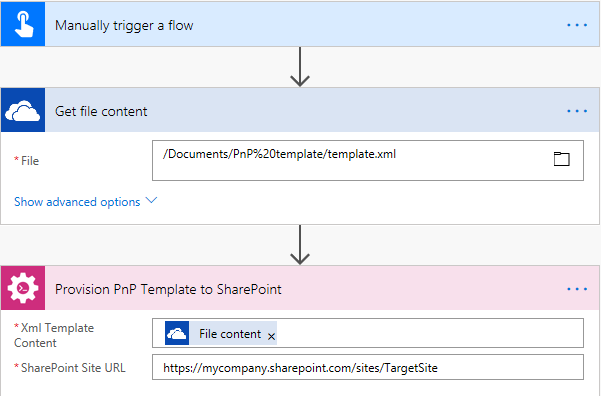 Manually trigger a flow
Get file content
* File
/Documents/PnP%20template/template.xml
Show advanced options
Provision PnP Template to SharePoint
* Xml Template
Content
File content x
* SharePoint Site URL
https://mycompany.sharepoint.com/sites/TargetSite